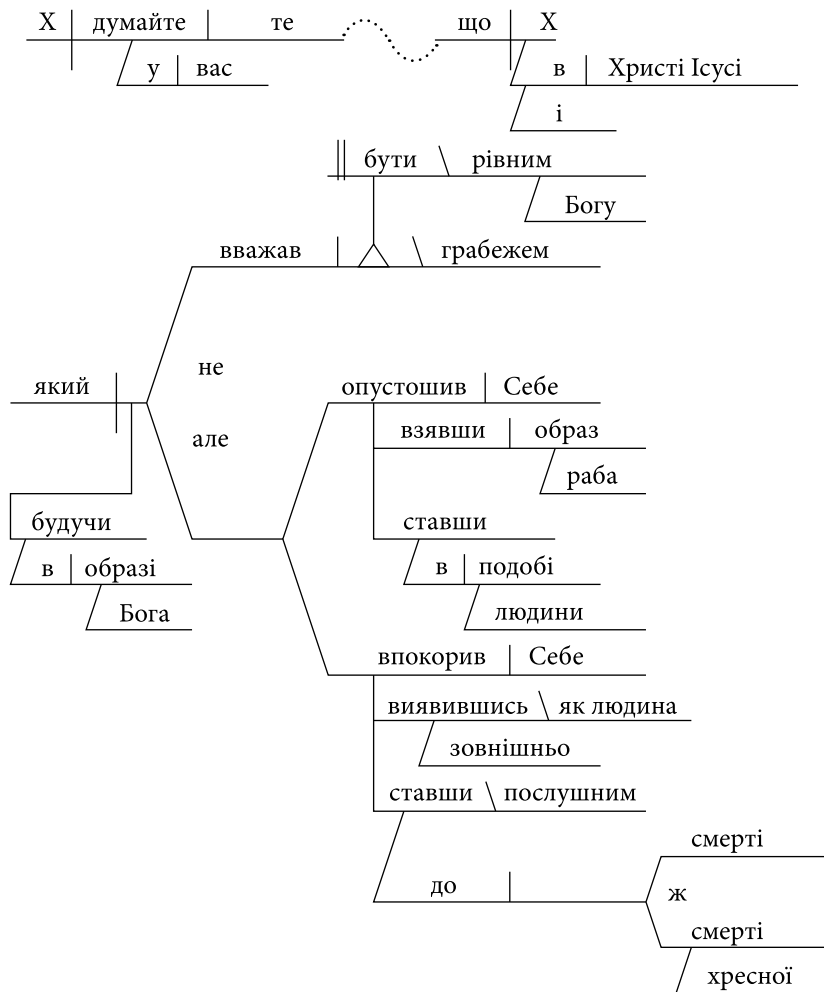 X думайте те що X
у вас в Христі Ісусі
і
бути рівним
Богу
вважав грабежем
не
який опустошив Себе
але взявши образ
раба
будучи ставши
в образі в подобі
Бога людини
впокорив Себе
виявившись як людина
зовнішньо
ставши послушним
смерті
до ж
смерті
хресної